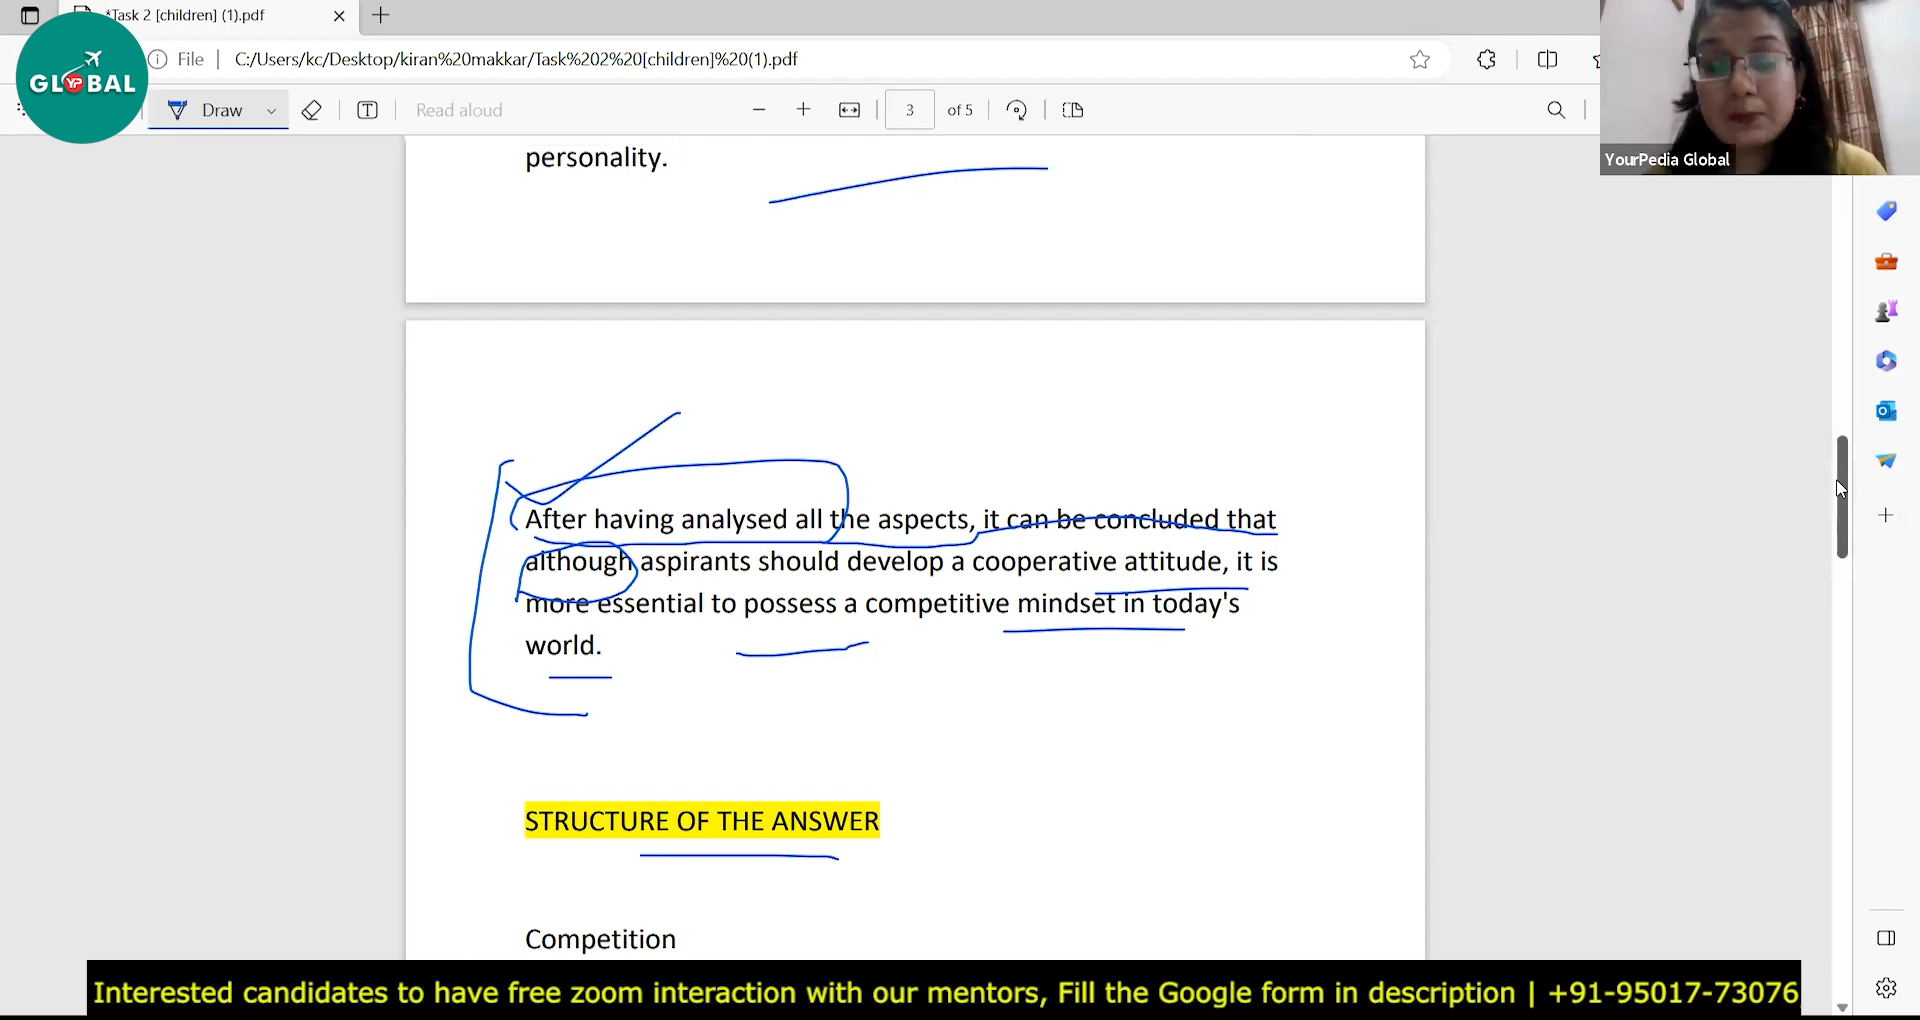 *Task 2 [children] (1).pdf
GLOBAL
YP
File
C:/Users/kc/Desktop/kiran%20makkar/Task%202%20[children]%20(1).pdf
Draw
Read aloud
3
of 5
YourPedia Global
personality.
After having analysed all the aspects, it can be concluded that
although aspirants should develop a cooperative attitude, it is
more essential to possess a competitive mindset in today's
world.
STRUCTURE OF THE ANSWER
Competition
Interested candidates to have free zoom interaction with our mentors, Fill the Google form in description | +91-95017-73076